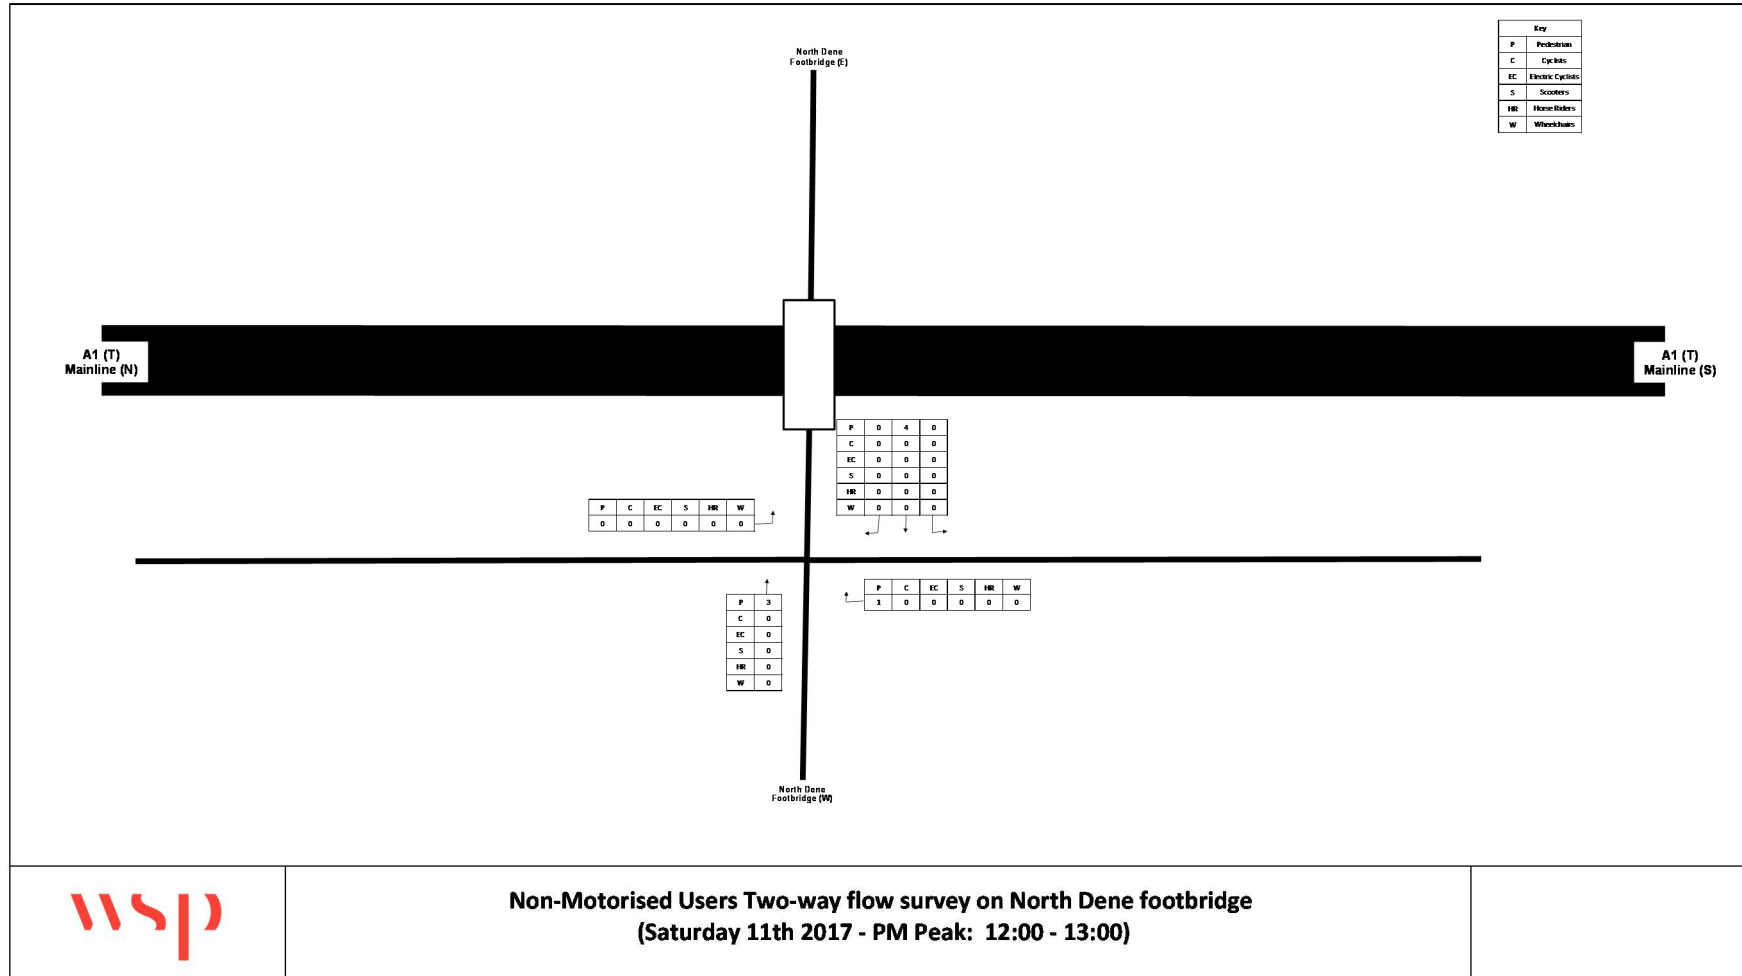 North Dene
Footbridge (E)
Key
P Pedestrian
C Cyclists
EC Electric Cyclists
S Scooters
HR Horse Riders
W Wheelchairs
A1 (T)
Mainline (N)
A1 (T)
Mainline (S)
P 0 4 0
C 0 0 0
EC 0 0 0
S 0 0 0
HR 0 0 0
W 0 0 0
P C EC S HR W
0 0 0 0 0 0
P C EC S HR W
1 0 0 0 0 0
P 3
C 0
EC 0
S 0
HR 0
W 0
North Dene
Footbridge (W)
wsp
Non-Motorised Users Two-way flow survey on North Dene footbridge
(Saturday 11th 2017 - PM Peak: 12:00 - 13:00)